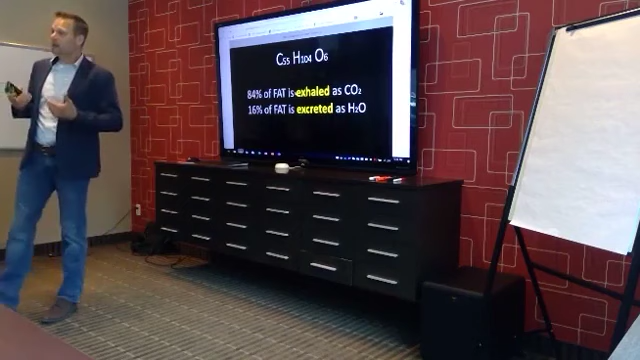 C55 H104 O6
84% of FAT is exhaled as CO₂
16% of FAT is excreted as H₂O